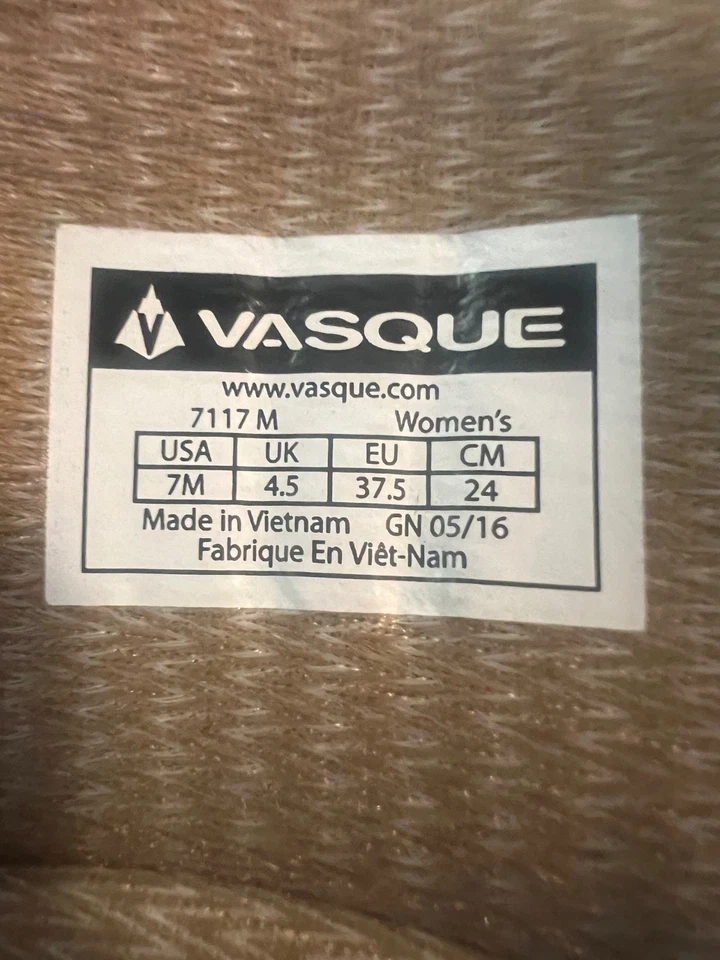 VASQUE
www.vasque.com
7117 M Women's
USA UK EU CM
7M 4.5 37.5 24
Made in Vietnam GN 05/16
Fabrique En Viêt-Nam